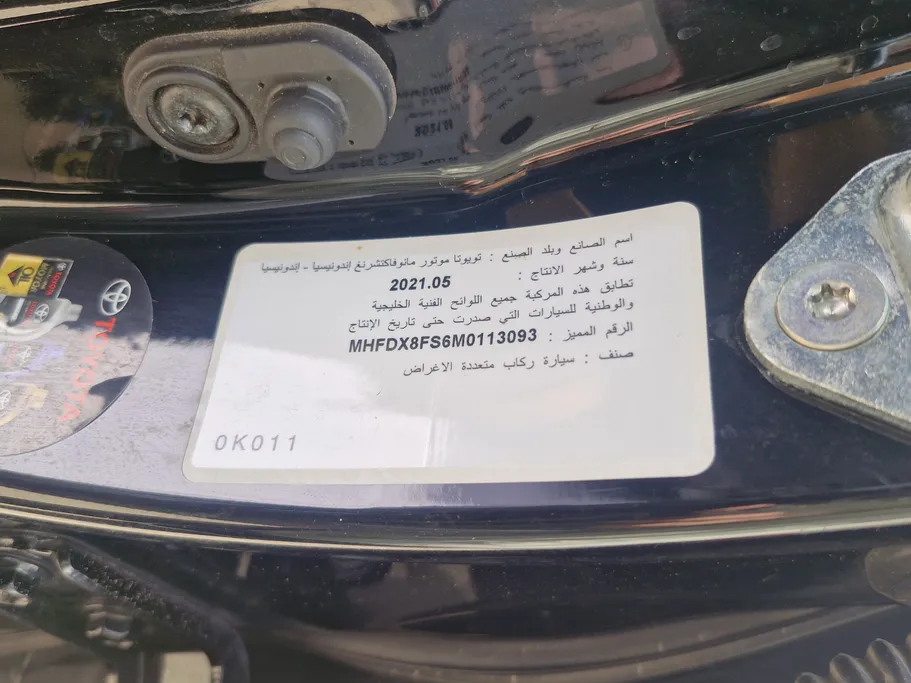 اسم الصانع وبلد الصنع : تويوتا موتور مانوفاكتشرنغ إندونيسيا - إندونيسيا
سنة وشهر الانتاج : 2021.05
تطابق هذه المركبة جميع اللوائح الفنية الخليجية
والوطنية للسيارات التي صدرت حتى تاريخ الإنتاج
الرقم المميز : MHFDX8FS6M0113093
صنف : سيارة ركاب متعددة الاغراض
0K011
TOYOTA